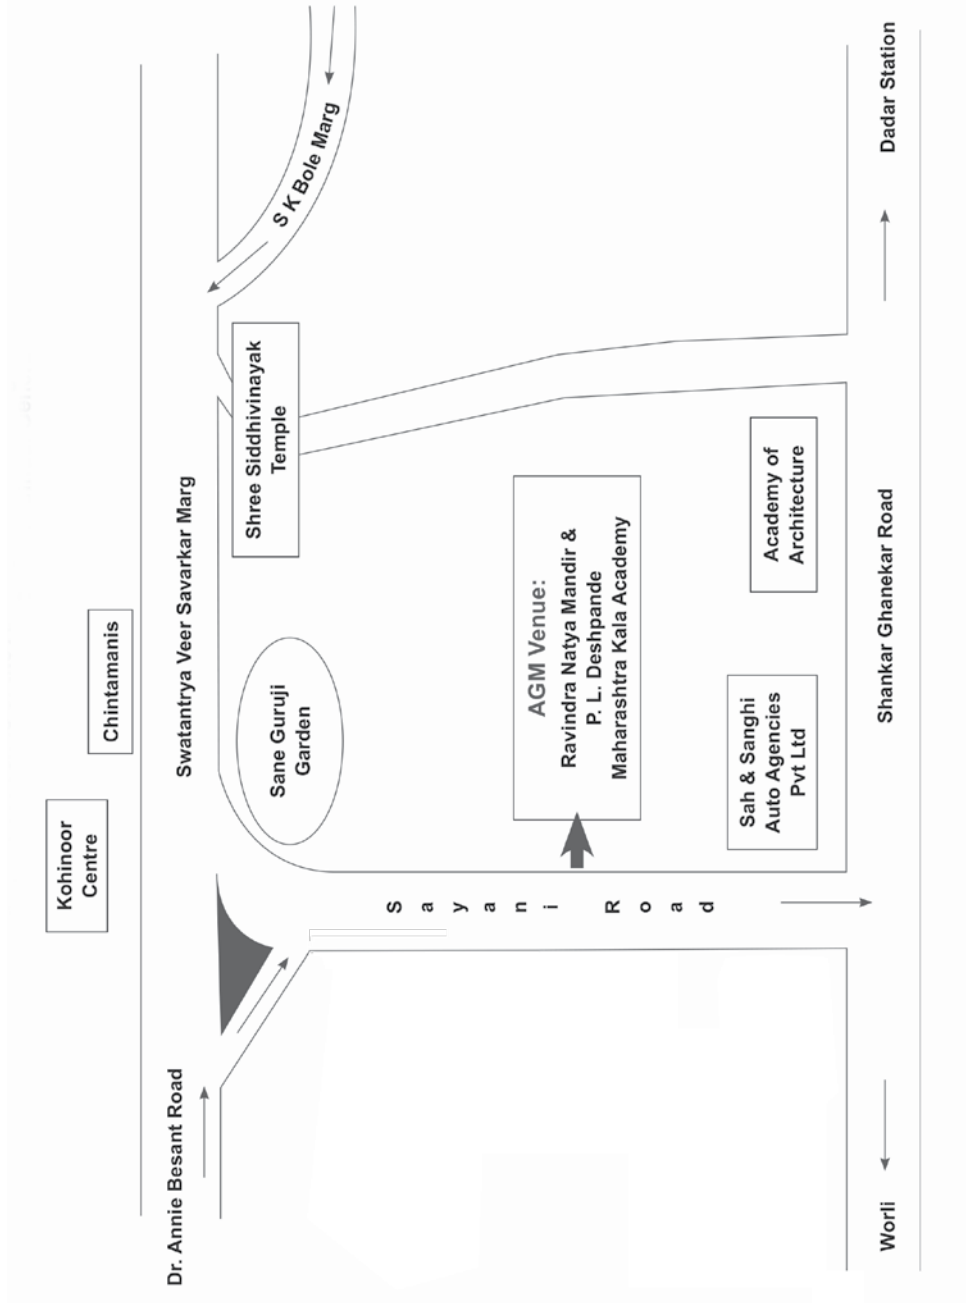 Kohinoor
Centre
Chintamanis
Dr. Annie Besant Road
Swatantrya Veer Savarkar Marg
S K Bole Marg
Sane Guruji
Garden
Shree Siddhivinayak
Temple
Sayani Road
AGM Venue:
Ravindra Natya Mandir &
P. L. Deshpande
Maharashtra Kala Academy
Sah & Sanghi
Auto Agencies
Pvt Ltd
Academy of
Architecture
Worli
Shankar Ghanekar Road
Dadar Station